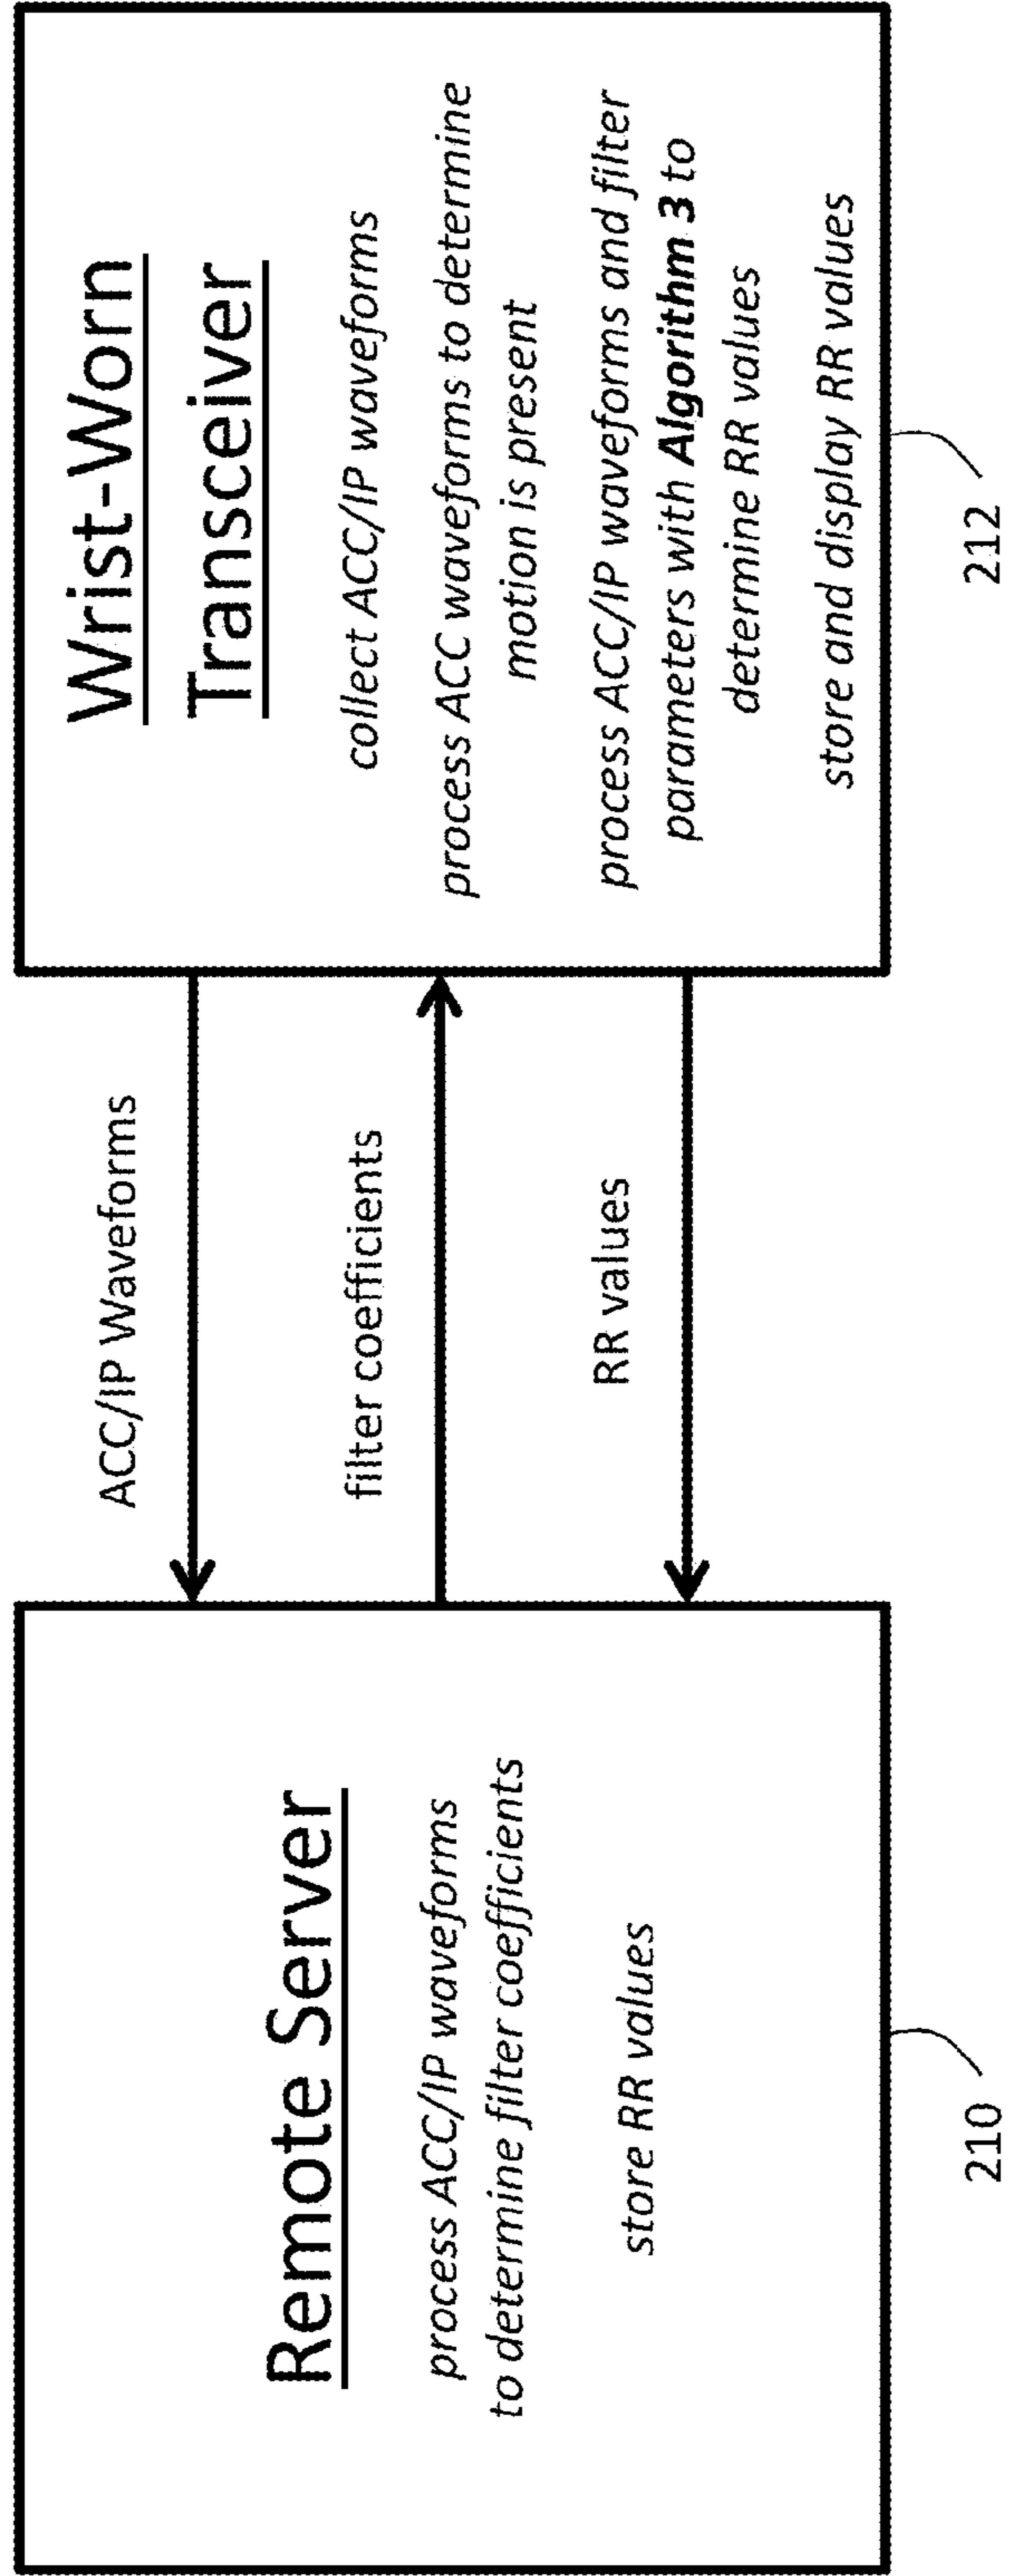 Remote Server
process ACC/IP waveforms
to determine filter coefficients
store RR values
210
ACC/IP Waveforms
filter coefficients
RR values
Wrist-Worn
Transceiver
collect ACC/IP waveforms
process ACC waveforms to determine
motion is present
process ACC/IP waveforms and filter
parameters with Algorithm 3 to
determine RR values
store and display RR values
212